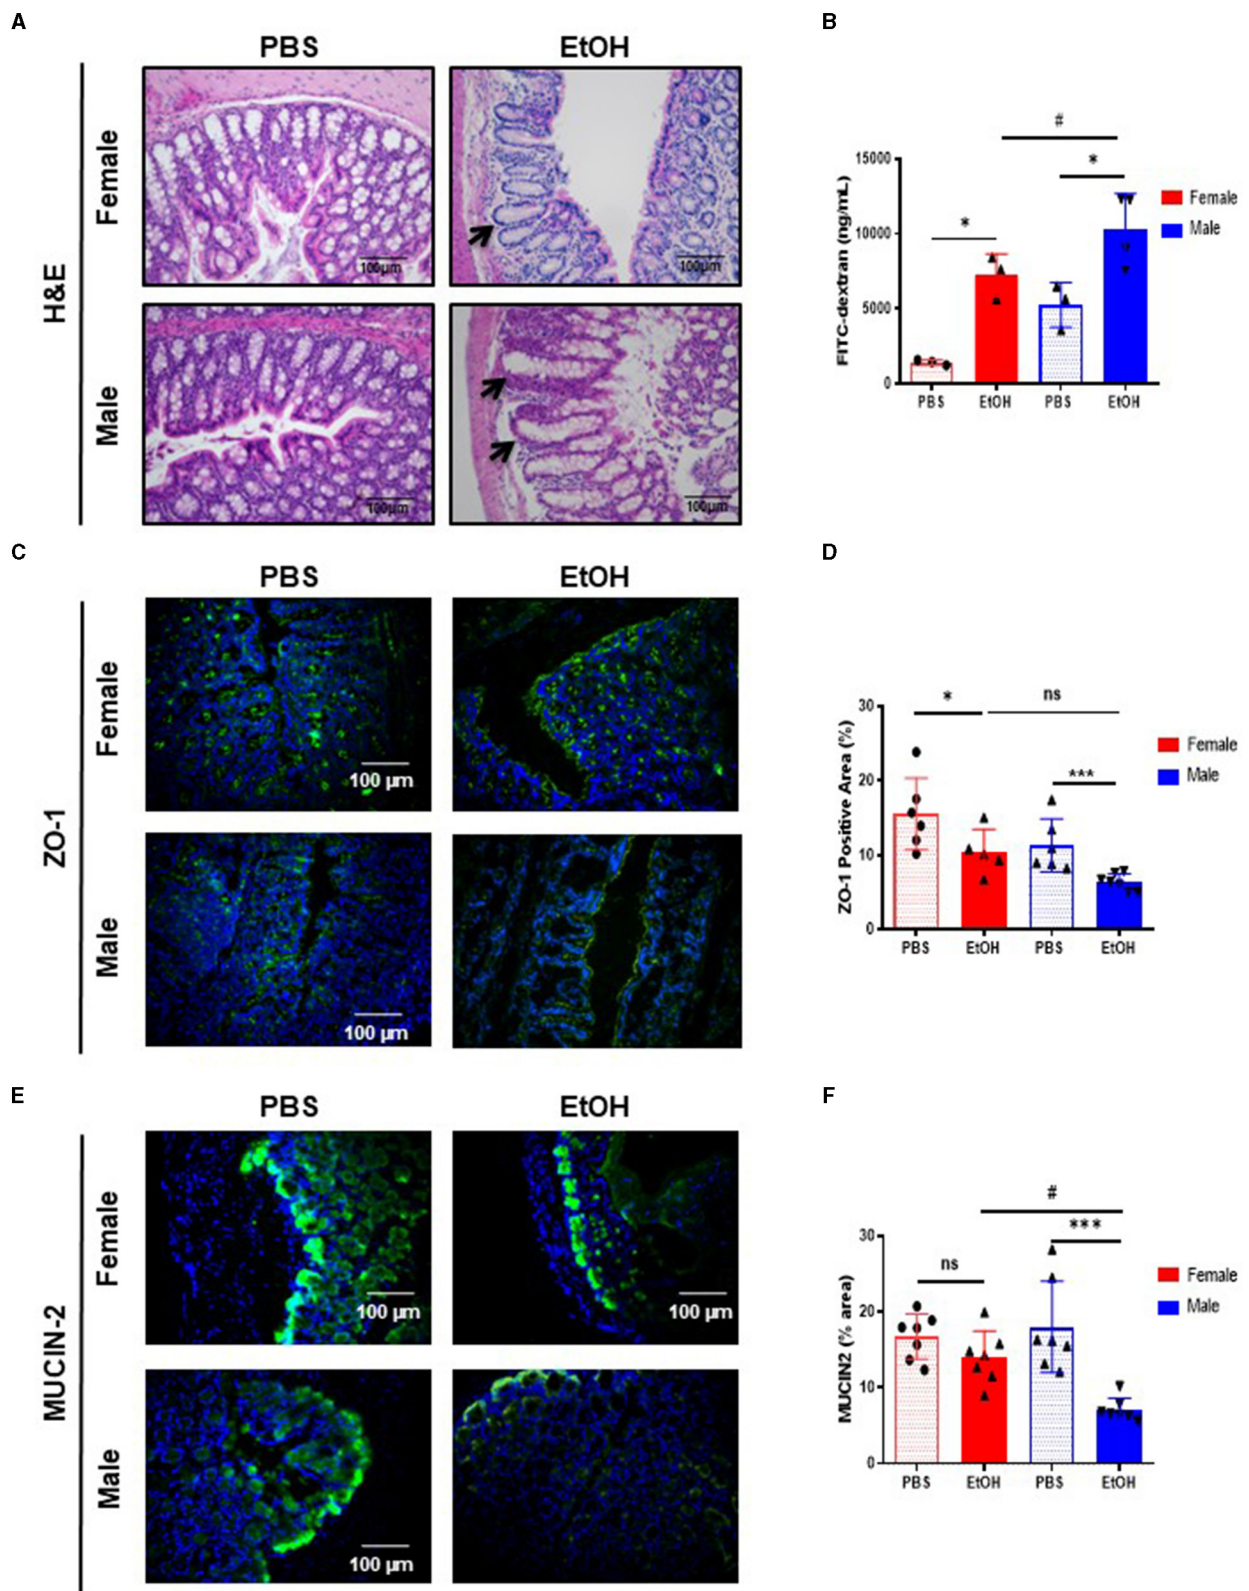 A
PBS
EtOH
H&E
Female
100µm
100µm
Male
100µm
100µm
B
#
*
*
FITC-dextran (ng/mL)
15000
10000
5000
0
PBS
EtOH
PBS
EtOH
Female
Male
C
PBS
EtOH
ZO-1
Female
100 µm
Male
100 µm
D
*
ns
***
ZO-1 Positive Area (%)
30
20
10
0
PBS
EtOH
PBS
EtOH
Female
Male
E
PBS
EtOH
MUCIN-2
Female
100 µm
100 µm
Male
100 µm
F
#
***
ns
MUCIN2 (% area)
30
20
10
0
PBS
EtOH
PBS
EtOH
Female
Male